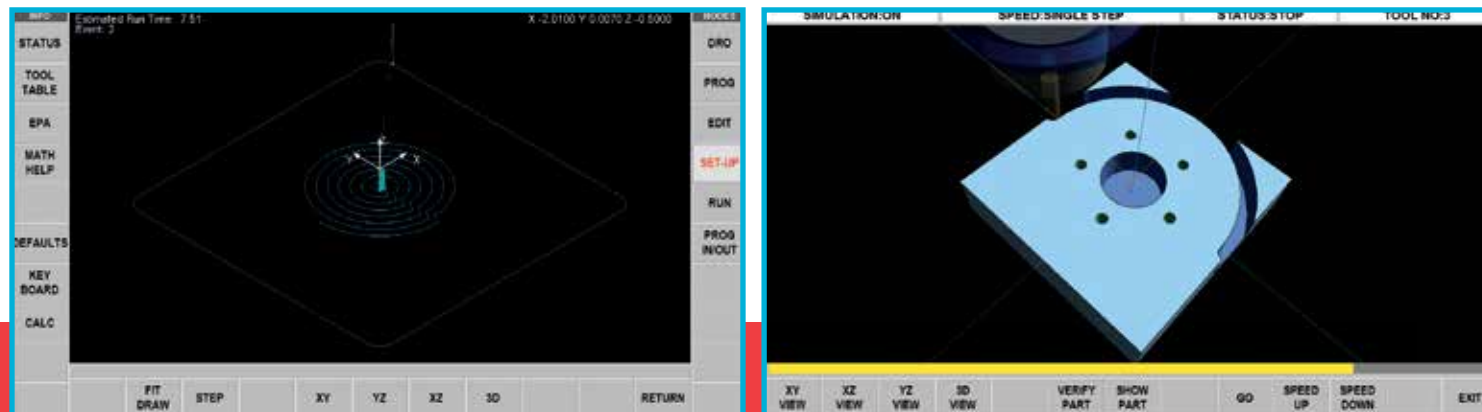 INFO
Estimated Run Time: 7.51
X -2.0100 Y 0.0070 Z -0.5000
MODES
Event: 3
STATUS
TOOL
TABLE
EPA
MATH
HELP
DEFAULTS
KEY
BOARD
CALC
Z
Y
X
DRO
PROG
EDIT
SET-UP
RUN
PROG
IN/OUT
FIT
DRAW
STEP
XY
YZ
XZ
3D
RETURN
SIMULATION:ON
SPEED:SINGLE STEP
STATUS:STOP
TOOL NO:3
XY
VIEW
XZ
VIEW
YZ
VIEW
3D
VIEW
VERIFY
PART
SHOW
PART
GO
SPEED
UP
SPEED
DOWN
EXIT